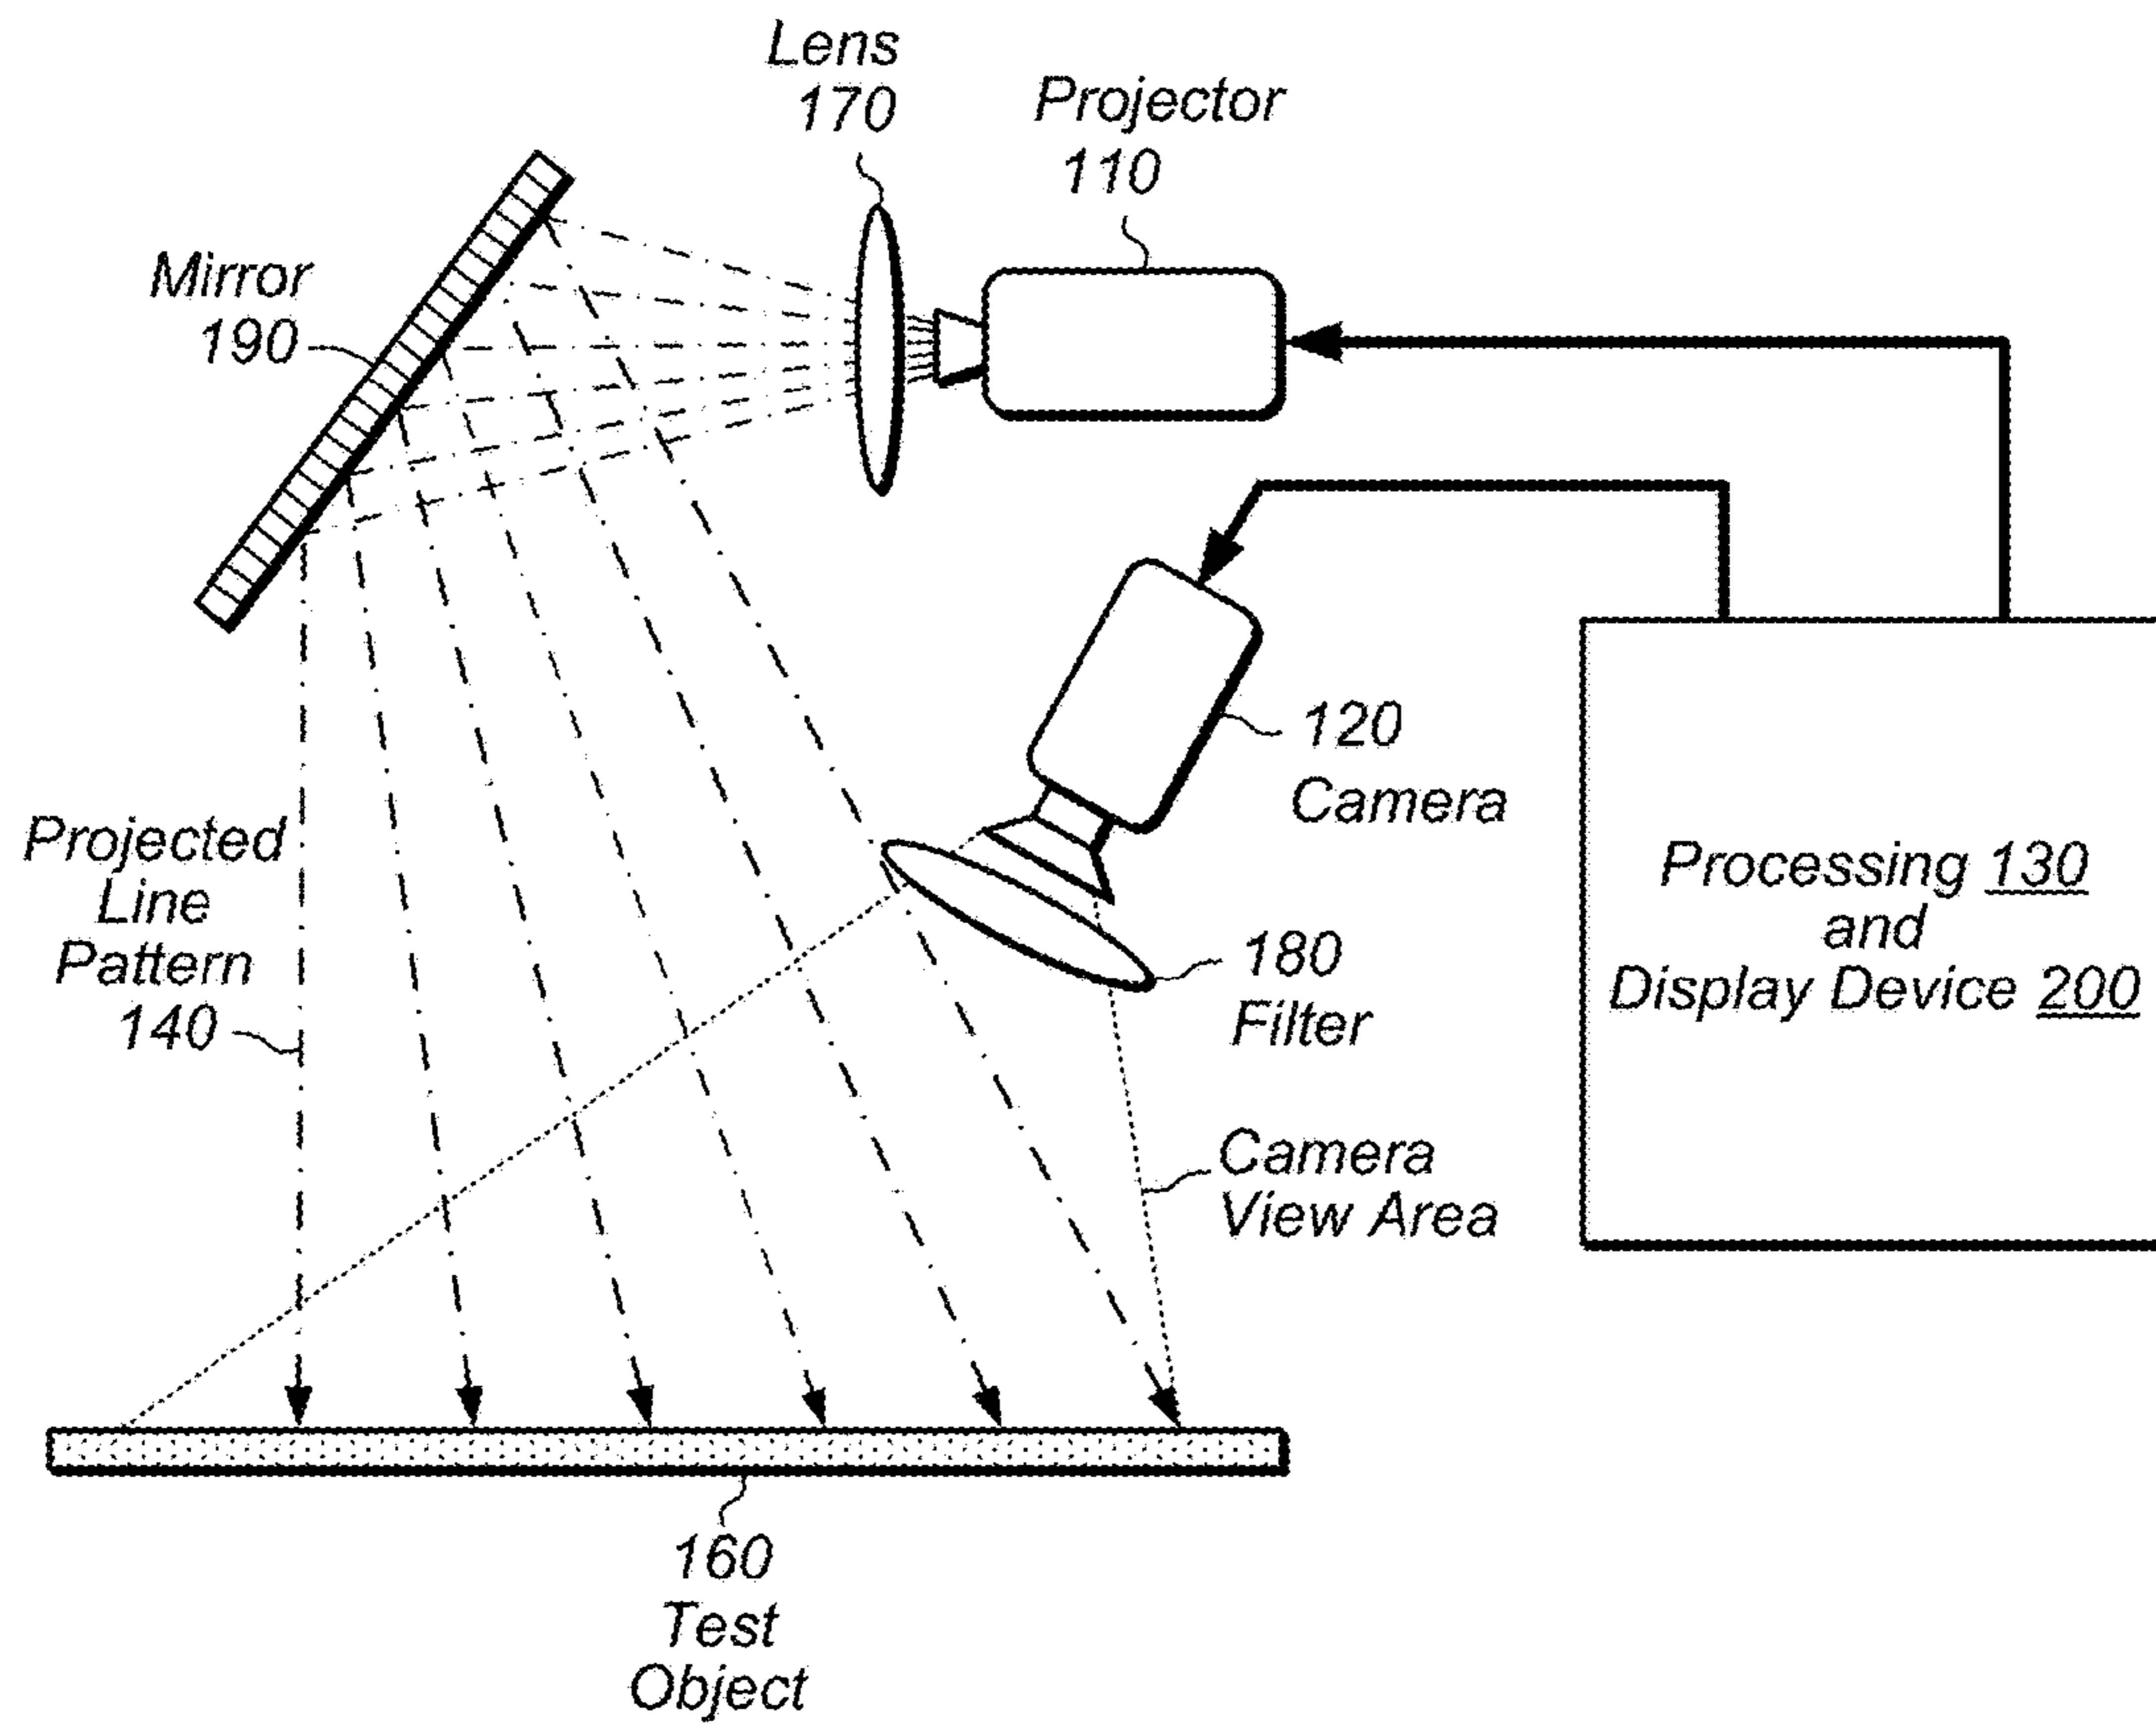 Lens
170
Projector
110
Mirror
190
120
Camera
Projected
Line
Pattern
140
Processing 130
and
Display Device 200
180
Filter
Camera
View Area
160
Test
Object